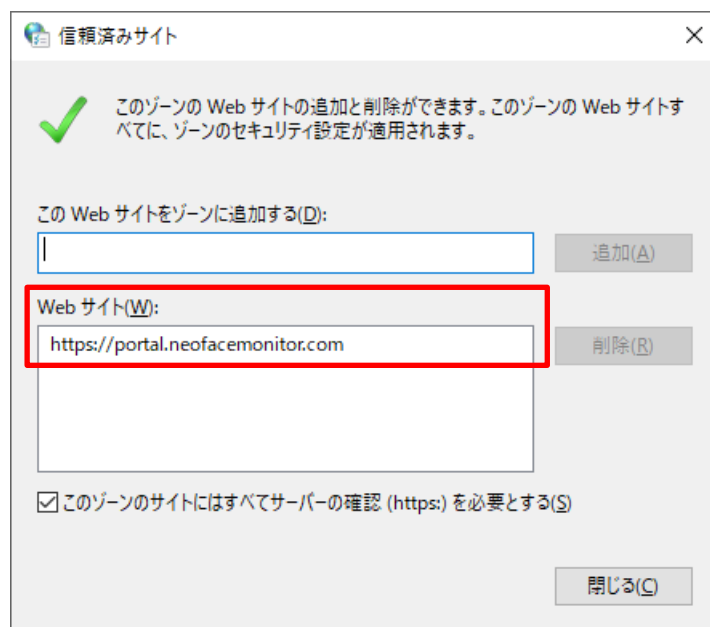 信頼済みサイト
このゾーンの Web サイトの追加と削除ができます。このゾーンの Web サイトす
べてに、ゾーンのセキュリティ設定が適用されます。
この Web サイトをゾーンに追加する(D):
追加(A)
Web サイト(W):
https://portal.neofacemonitor.com
削除(R)
このゾーンのサイトにはすべてサーバーの確認 (https:) を必要とする(S)
閉じる(C)